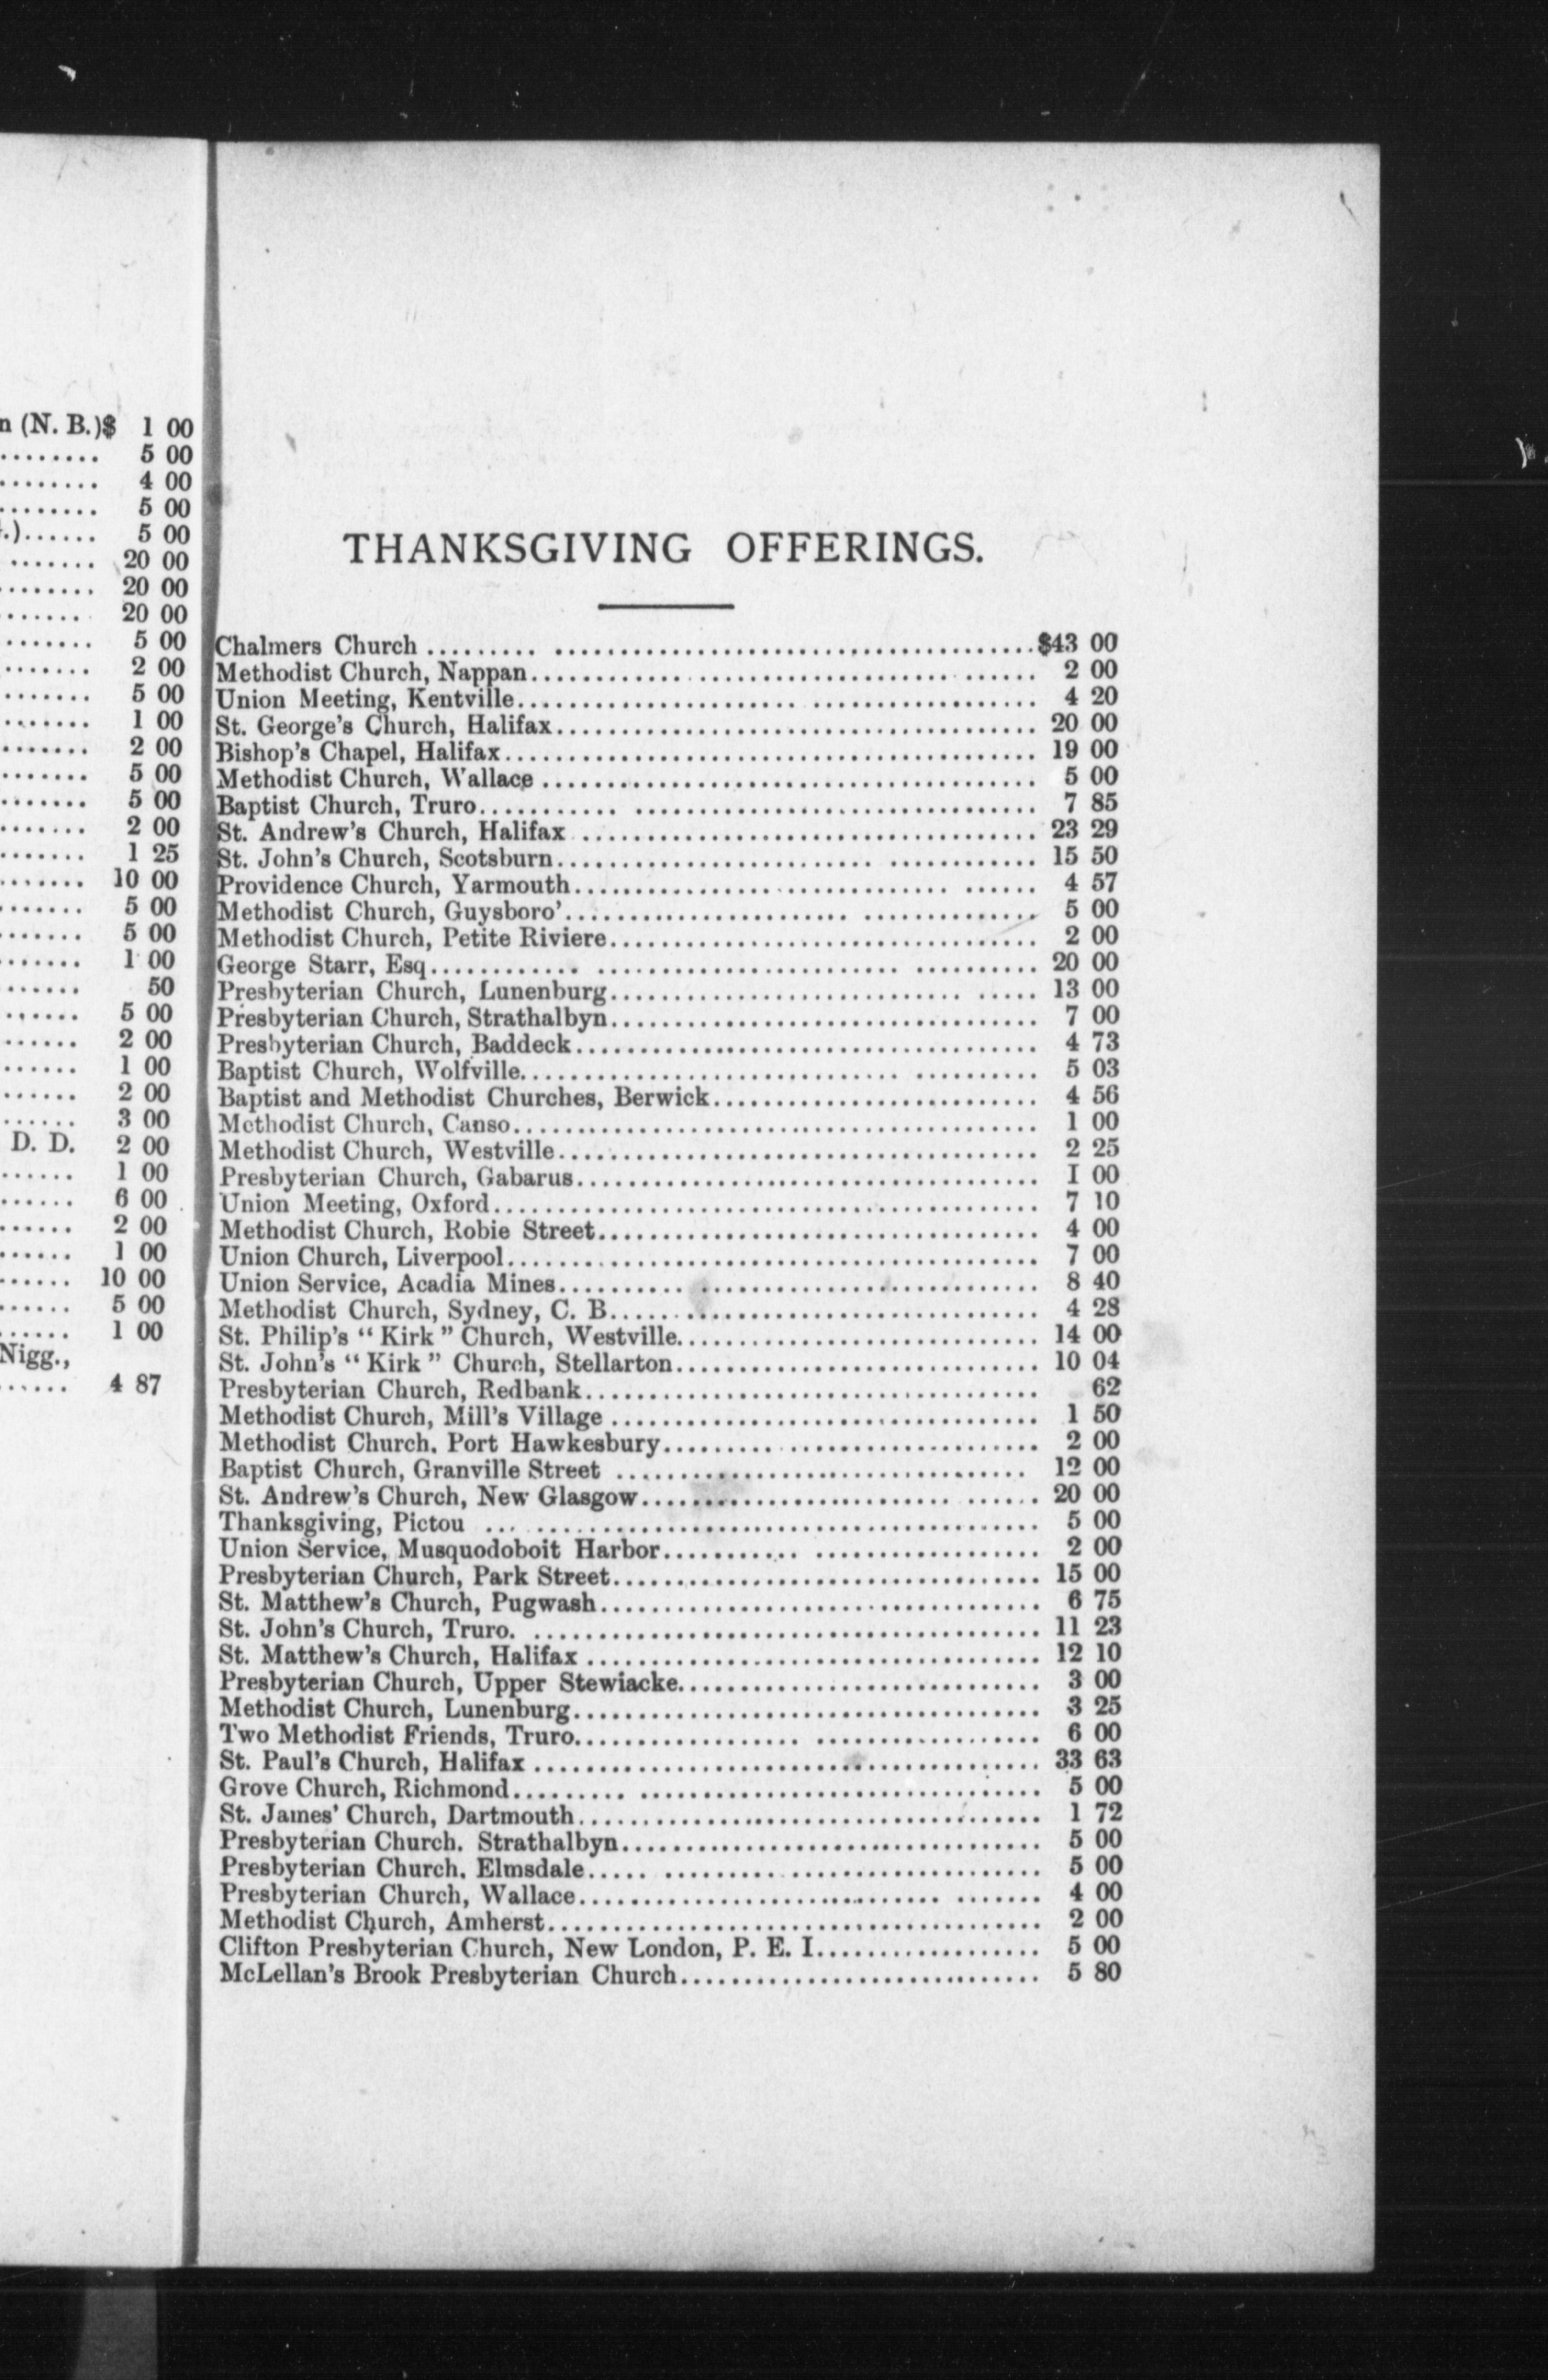 n (N. B.)$ 1 00
........ 5 00
........ 4 00
........ 5 00
.)...... 5 00
....... 20 00
........ 20 00
....... 20 00
....... 5 00
....... 2 00
....... 5 00
....... 1 00
....... 2 00
....... 5 00
....... 5 00
....... 2 00
....... 1 25
....... 10 00
....... 5 00
....... 5 00
....... 1 00
...... 50
...... 5 00
...... 2 00
...... 1 00
...... 2 00
...... 3 00
D. D. 2 00
...... 1 00
...... 6 00
...... 2 00
...... 1 00
...... 10 00
...... 5 00
...... 1 00
Nigg.,
...... 4 87
THANKSGIVING OFFERINGS.
Chalmers Church ........ $43 00
Methodist Church, Nappan........ 2 00
Union Meeting, Kentville........ 4 20
St. George's Church, Halifax........ 20 00
Bishop's Chapel, Halifax........ 19 00
Methodist Church, Wallace ........ 5 00
Baptist Church, Truro........ 7 85
St. Andrew's Church, Halifax ........ 23 29
St. John's Church, Scotsburn........ 15 50
Providence Church, Yarmouth........ 4 57
Methodist Church, Guysboro'........ 5 00
Methodist Church, Petite Riviere........ 2 00
George Starr, Esq........ 20 00
Presbyterian Church, Lunenburg........ 13 00
Presbyterian Church, Strathalbyn........ 7 00
Presbyterian Church, Baddeck........ 4 73
Baptist Church, Wolfville........ 5 03
Baptist and Methodist Churches, Berwick........ 4 56
Methodist Church, Canso........ 1 00
Methodist Church, Westville........ 2 25
Presbyterian Church, Gabarus........ I 00
Union Meeting, Oxford........ 7 10
Methodist Church, Robie Street........ 4 00
Union Church, Liverpool........ 7 00
Union Service, Acadia Mines........ 8 40
Methodist Church, Sydney, C. B........ 4 28
St. Philip's "Kirk" Church, Westville........ 14 00
St. John's "Kirk" Church, Stellarton........ 10 04
Presbyterian Church, Redbank........ 62
Methodist Church, Mill's Village ........ 1 50
Methodist Church. Port Hawkesbury........ 2 00
Baptist Church, Granville Street ........ 12 00
St. Andrew's Church, New Glasgow........ 20 00
Thanksgiving, Pictou ........ 5 00
Union Service, Musquodoboit Harbor........ 2 00
Presbyterian Church, Park Street........ 15 00
St. Matthew's Church, Pugwash........ 6 75
St. John's Church, Truro. ........ 11 23
St. Matthew's Church, Halifax ........ 12 10
Presbyterian Church, Upper Stewiacke........ 3 00
Methodist Church, Lunenburg........ 3 25
Two Methodist Friends, Truro........ 6 00
St. Paul's Church, Halifax ........ 33 63
Grove Church, Richmond........ 5 00
St. James' Church, Dartmouth........ 1 72
Presbyterian Church. Strathalbyn........ 5 00
Presbyterian Church. Elmsdale........ 5 00
Presbyterian Church, Wallace........ 4 00
Methodist Church, Amherst........ 2 00
Clifton Presbyterian Church, New London, P. E. I........ 5 00
McLellan's Brook Presbyterian Church........ 5 80